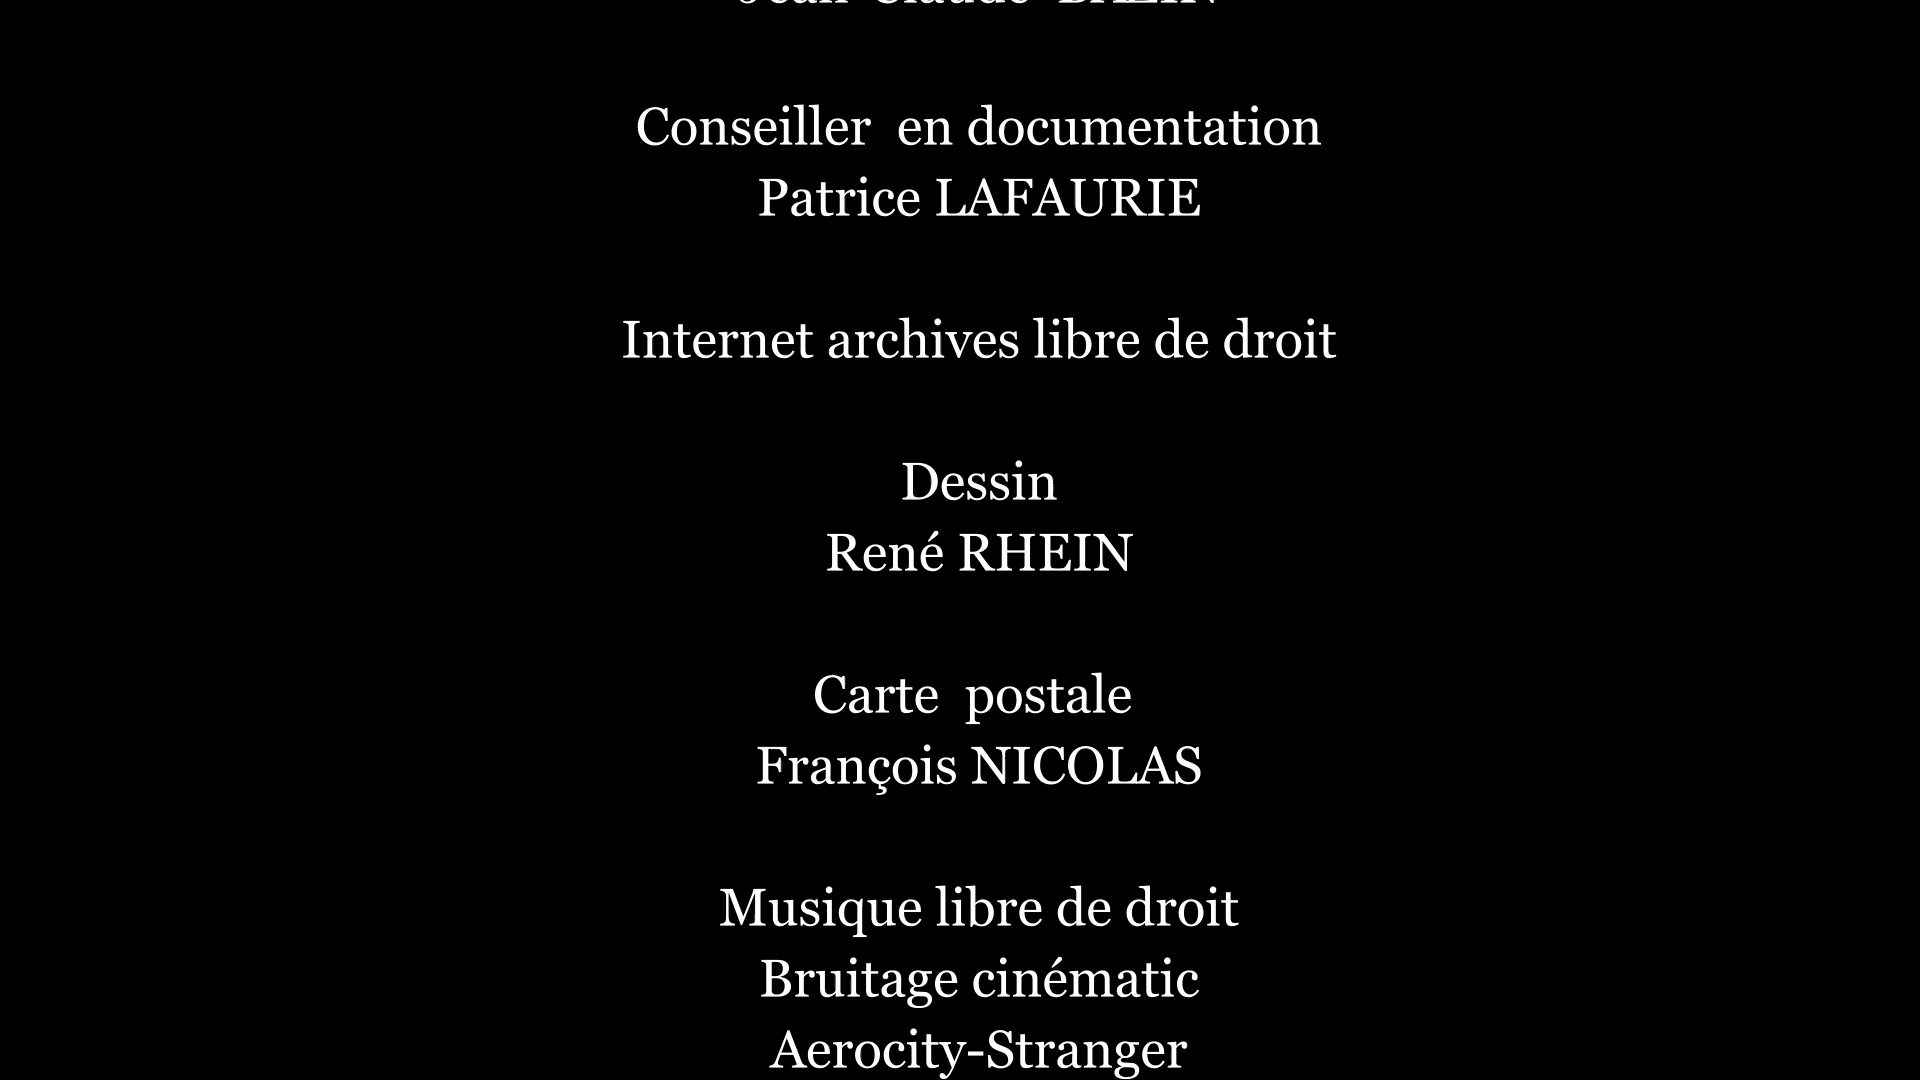 Conseiller  en documentation
Patrice LAFAURIE
Internet archives libre de droit
Dessin
René RHEIN
Carte  postale
François NICOLAS
Musique libre de droit
Bruitage cinématic
Aerocity-Stranger